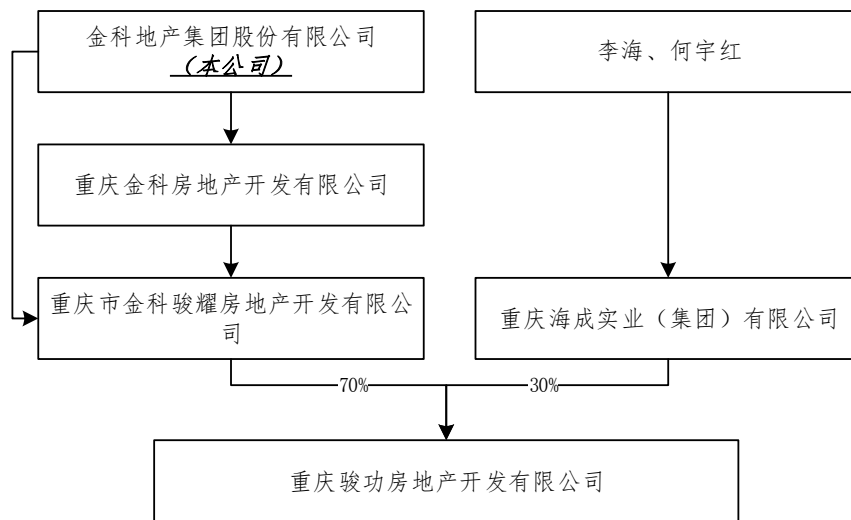 金科地产集团股份有限公司
（本公司）
李海、何宇红
重庆金科房地产开发有限公司
重庆市金科骏耀房地产开发有限公
司
重庆海成实业（集团）有限公司
70%
30%
重庆骏功房地产开发有限公司